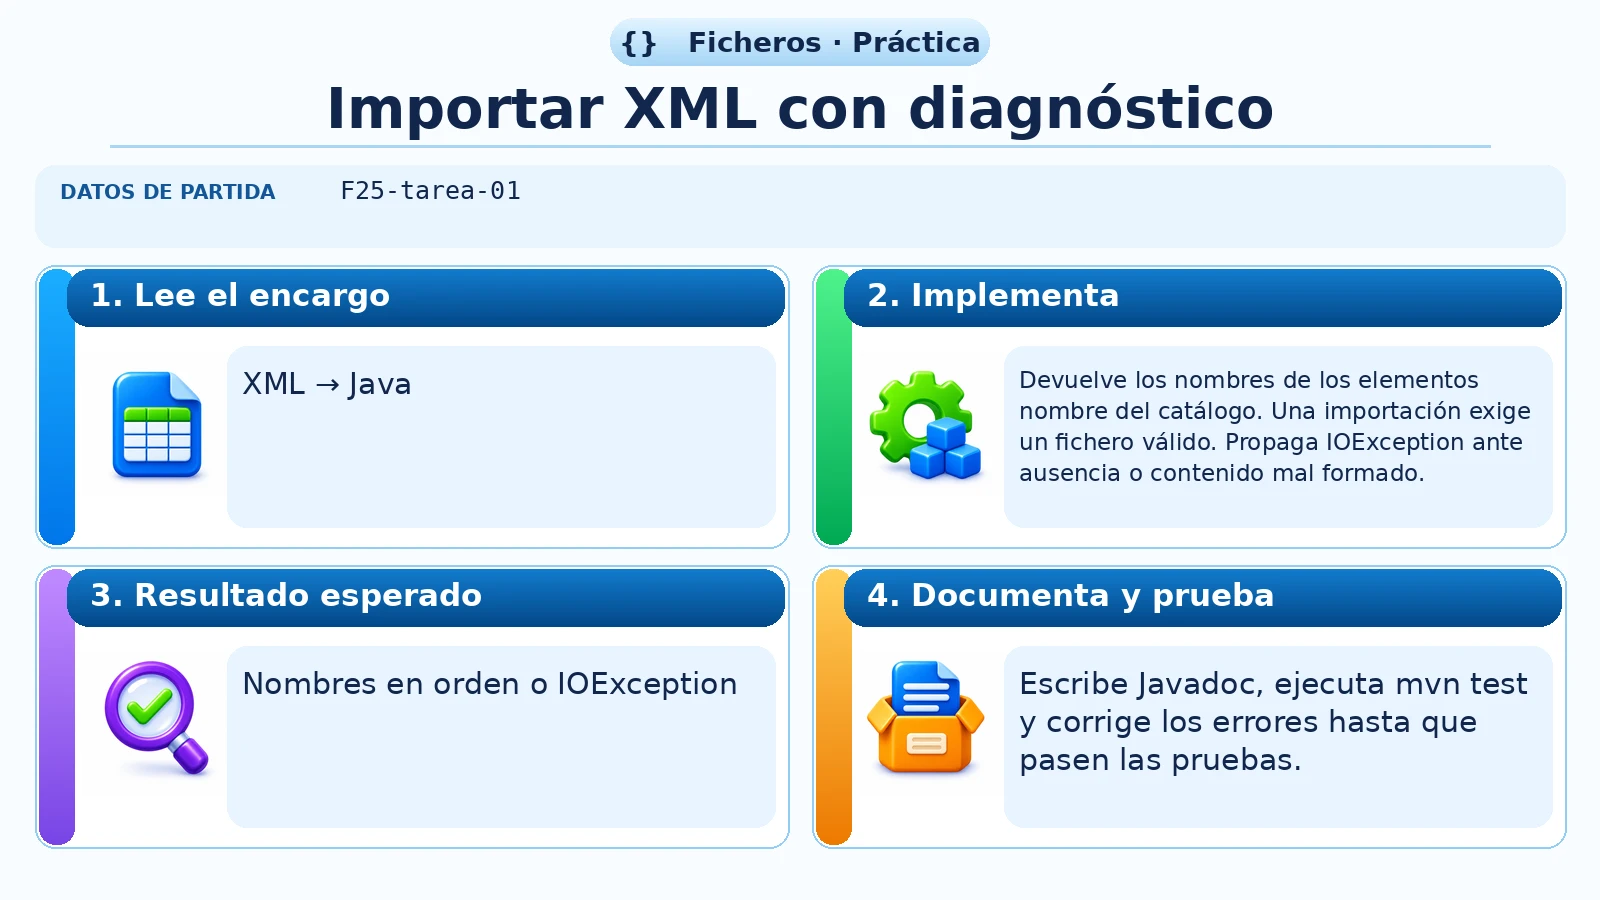 {} Ficheros · Práctica
Importar XML con diagnóstico
DATOS DE PARTIDA F25-tarea-01
1. Lee el encargo
XML → Java
2. Implementa
Devuelve los nombres de los elementos
nombre del catálogo. Una importación exige
un fichero válido. Propaga IOException ante
ausencia o contenido mal formado.
3. Resultado esperado
Nombres en orden o IOException
4. Documenta y prueba
Escribe Javadoc, ejecuta mvn test
y corrige los errores hasta que
pasen las pruebas.